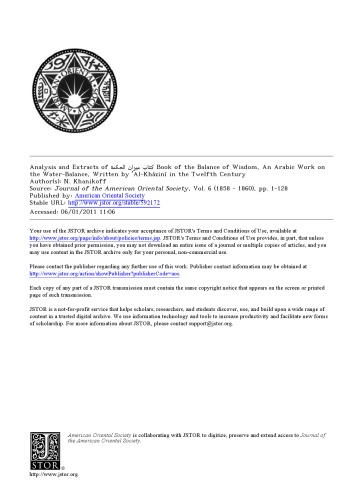 Analysis and Extracts of كتاب ميزان الحكمة Book of the Balance of Wisdom, An Arabic Work on
the Water-Balance, Written by 'Al-Khâzinî in the Twelfth Century
Author(s): N. Khanikoff
Source: Journal of the American Oriental Society, Vol. 6 (1858 - 1860), pp. 1-128
Published by: American Oriental Society
Stable URL: http://www.jstor.org/stable/592172
Accessed: 06/01/2011 11:06
Your use of the JSTOR archive indicates your acceptance of JSTOR's Terms and Conditions of Use, available at
http://www.jstor.org/page/info/about/policies/terms.jsp. JSTOR's Terms and Conditions of Use provides, in part, that unless
you have obtained prior permission, you may not download an entire issue of a journal or multiple copies of articles, and you
may use content in the JSTOR archive only for your personal, non-commercial use.
Please contact the publisher regarding any further use of this work. Publisher contact information may be obtained at
http://www.jstor.org/action/showPublisher?publisherCode=aos.
Each copy of any part of a JSTOR transmission must contain the same copyright notice that appears on the screen or printed
page of such transmission.
JSTOR is a not-for-profit service that helps scholars, researchers, and students discover, use, and build upon a wide range of
content in a trusted digital archive. We use information technology and tools to increase productivity and facilitate new forms
of scholarship. For more information about JSTOR, please contact support@jstor.org.
American Oriental Society is collaborating with JSTOR to digitize, preserve and extend access to Journal of
the American Oriental Society.
JSTOR
http://www.jstor.org